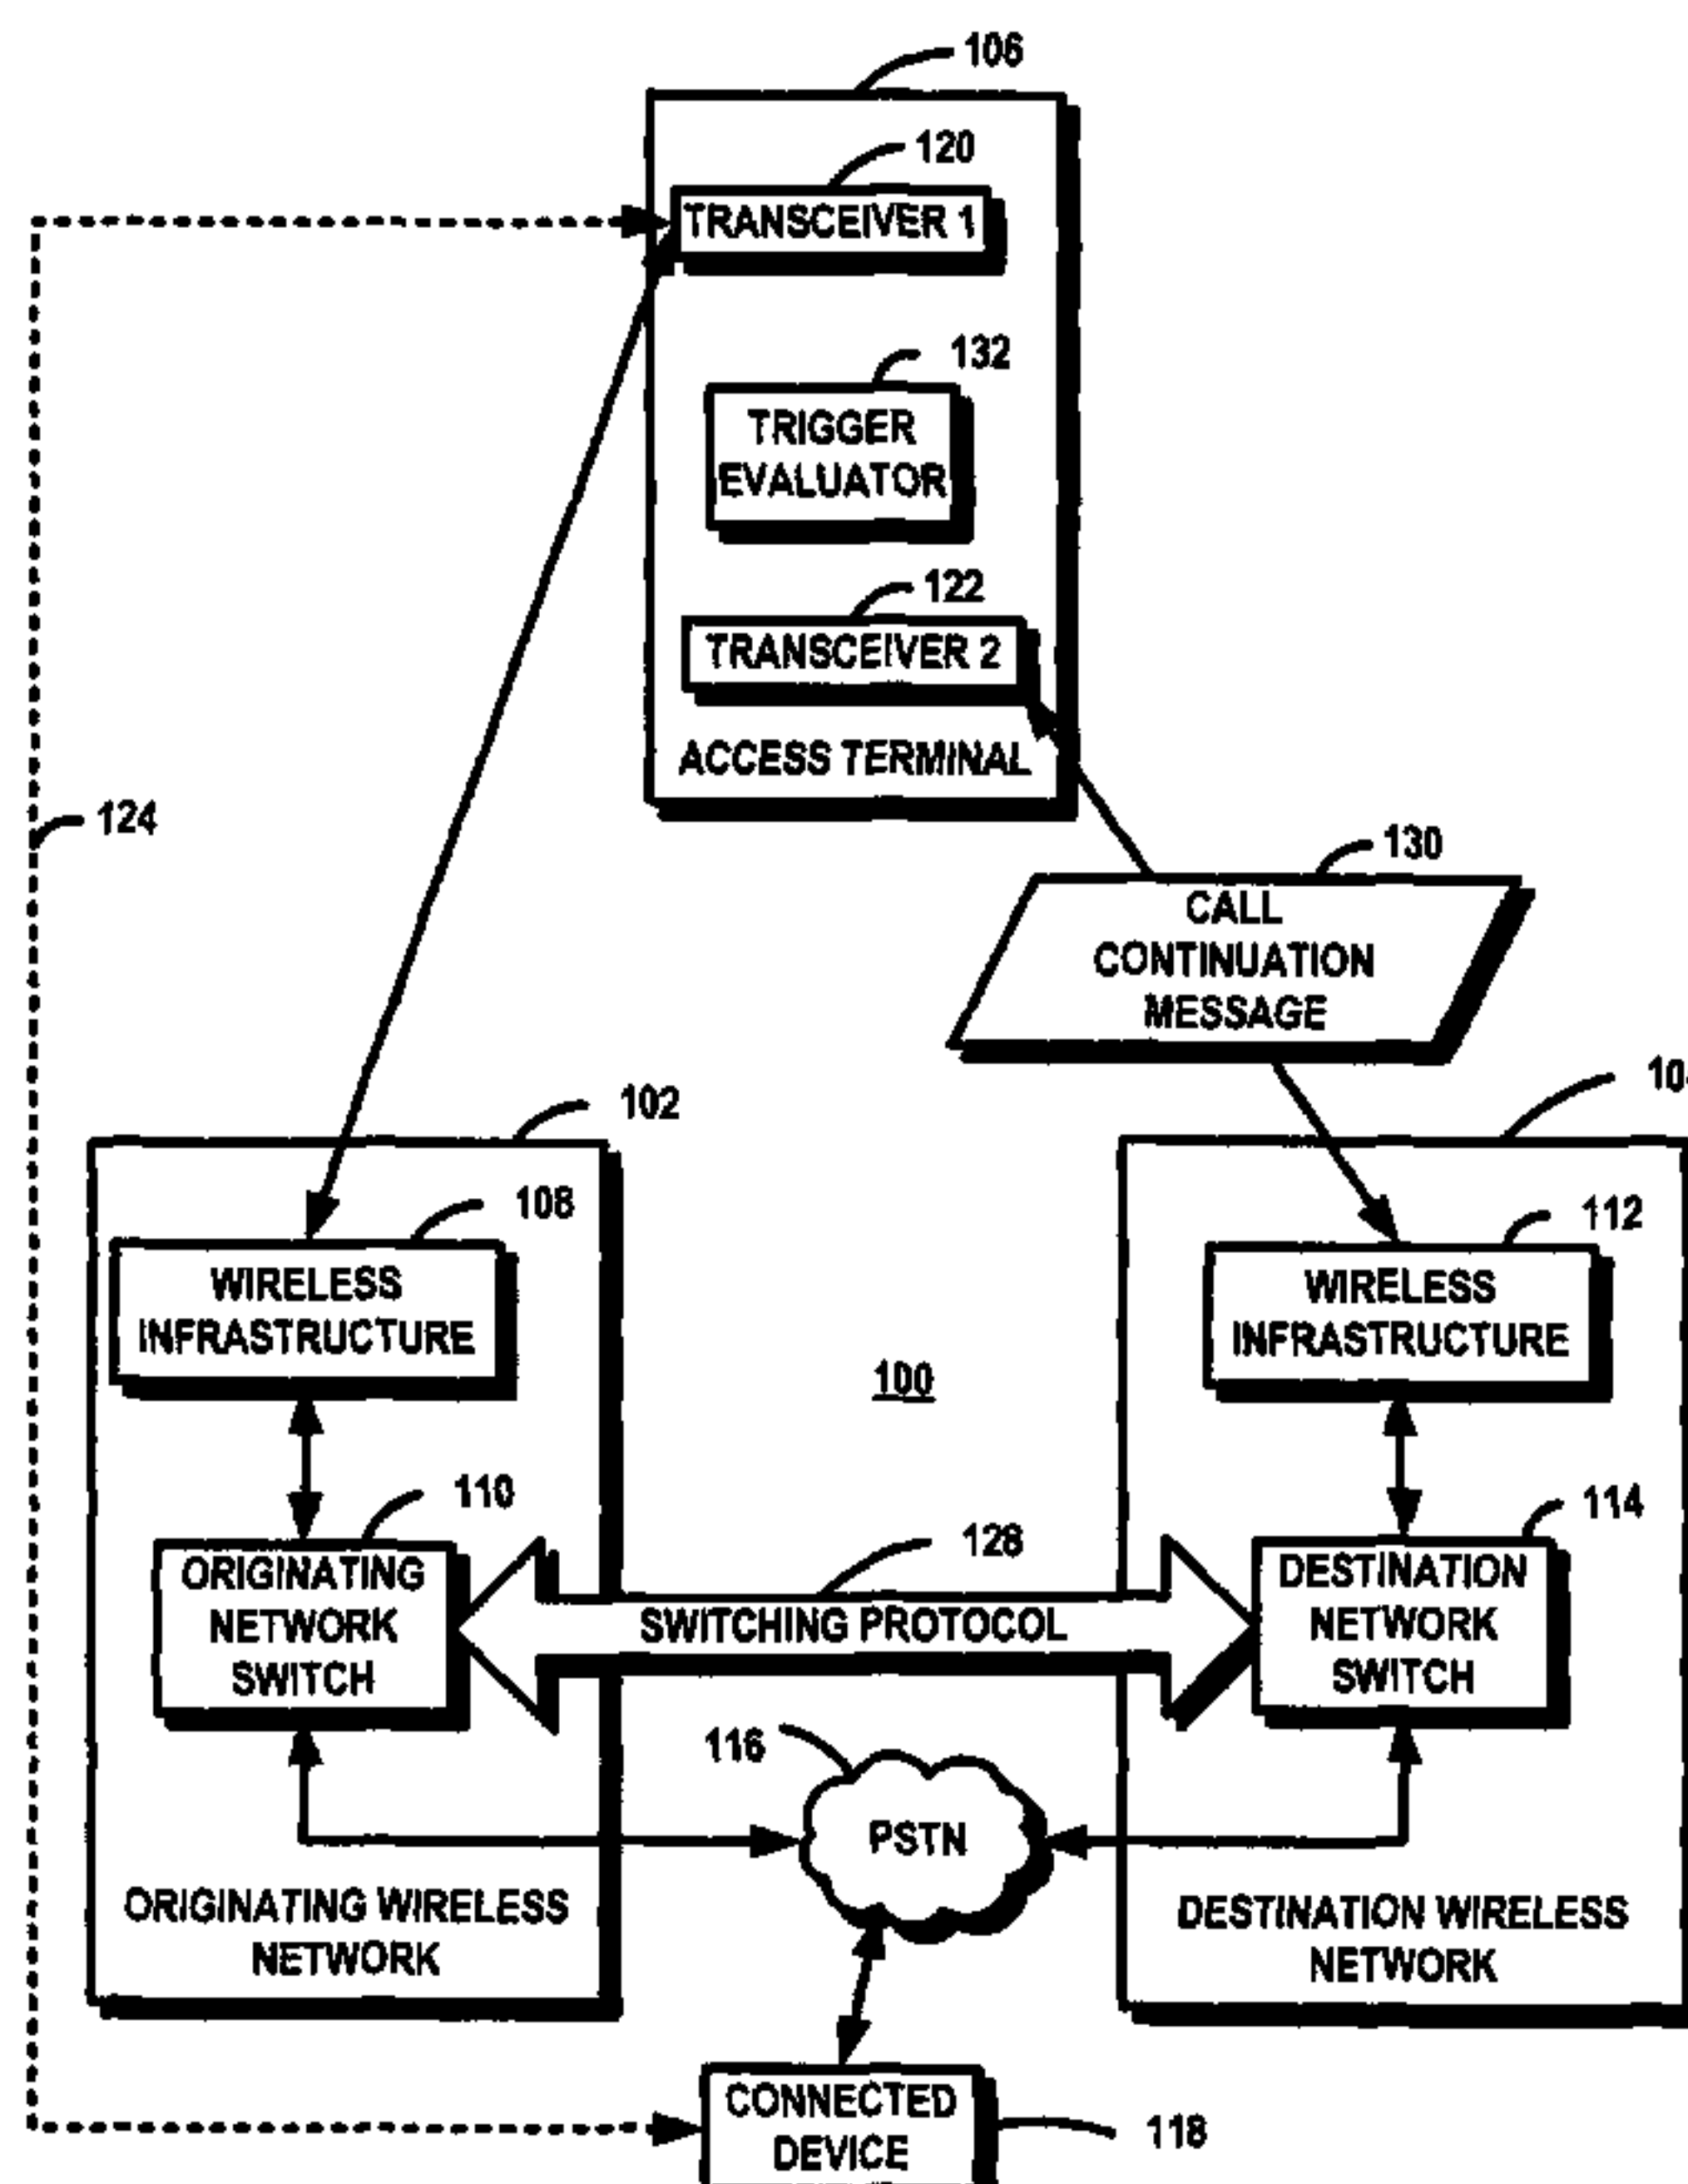 106
120
TRANSCEIVER 1
132
TRIGGER
EVALUATOR
122
TRANSCEIVER 2
ACCESS TERMINAL
124
130
CALL
CONTINUATION
MESSAGE
102
108
WIRELESS
INFRASTRUCTURE
112
WIRELESS
INFRASTRUCTURE
100
110
ORIGINATING
NETWORK
SWITCH
126
SWITCHING PROTOCOL
114
DESTINATION
NETWORK
SWITCH
116
PSTN
ORIGINATING WIRELESS
NETWORK
DESTINATION WIRELESS
NETWORK
CONNECTED
DEVICE
118